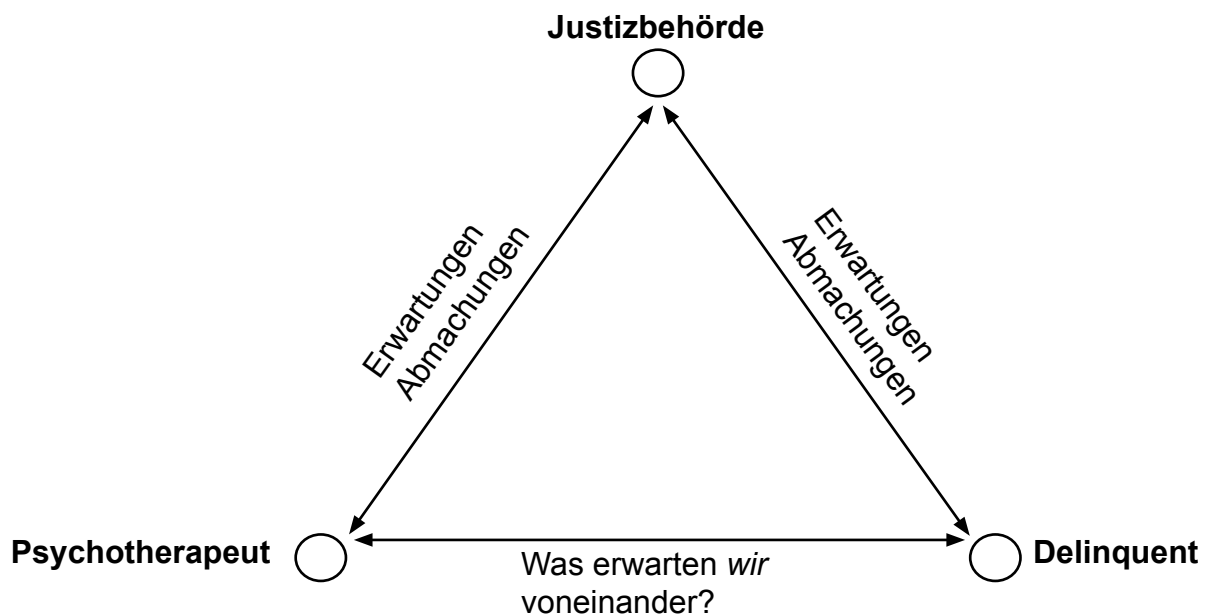 Justizbehörde
Erwartungen
Abmachungen
Erwartungen
Abmachungen
Psychotherapeut
Was erwarten wir
voneinander?
Delinquent